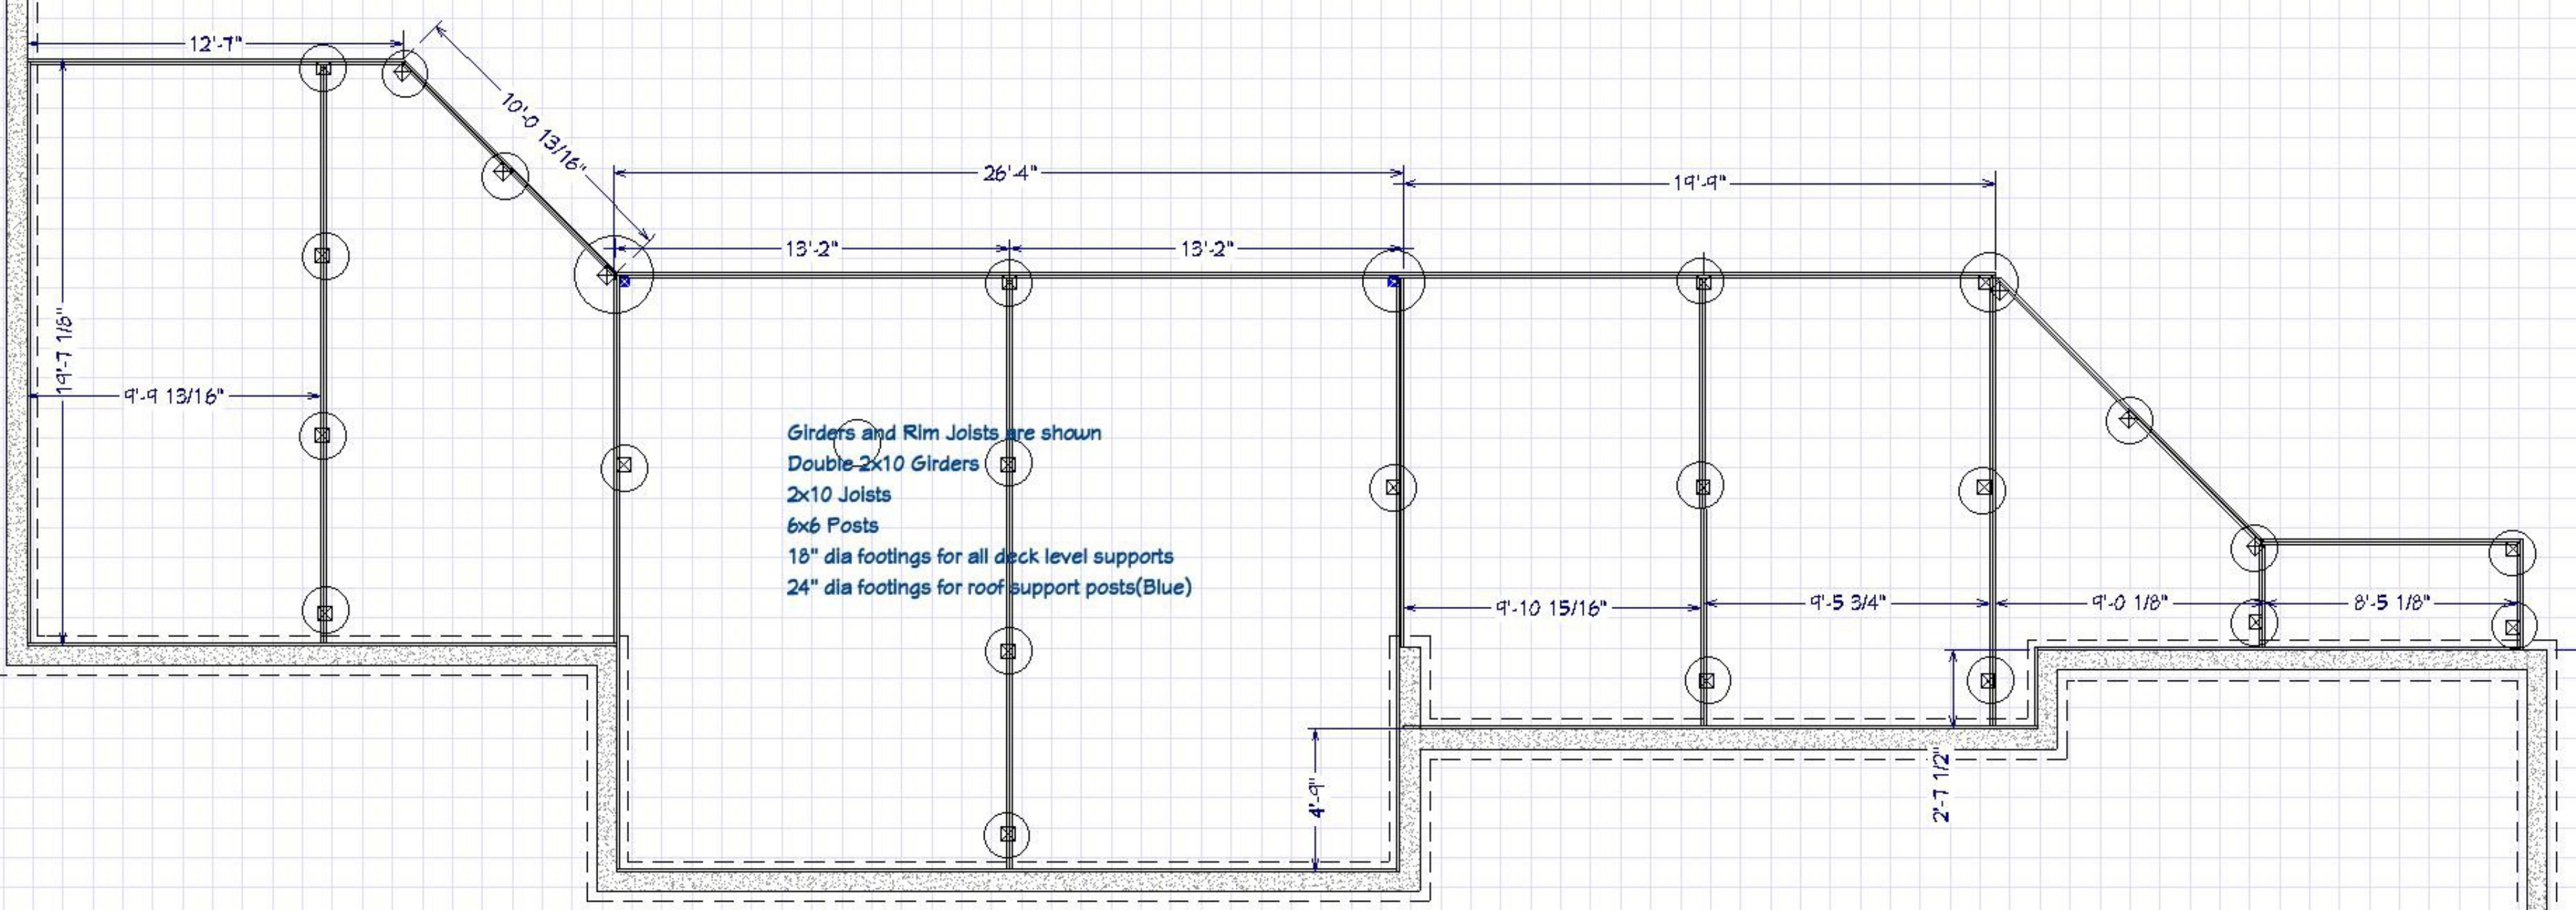 12'-7"
10'-0 13/16"
26'-4"
19'-9"
13'-2"
13'-2"
19'-7 1/8"
9'-9 13/16"
Girders and Rim Joists are shown
Double 2x10 Girders
2x10 Joists
6x6 Posts
18" dia footings for all deck level supports
24" dia footings for roof support posts(Blue)
9'-10 15/16"
9'-5 3/4"
9'-0 1/8"
8'-5 1/8"
4'-9"
2'-7 1/2"